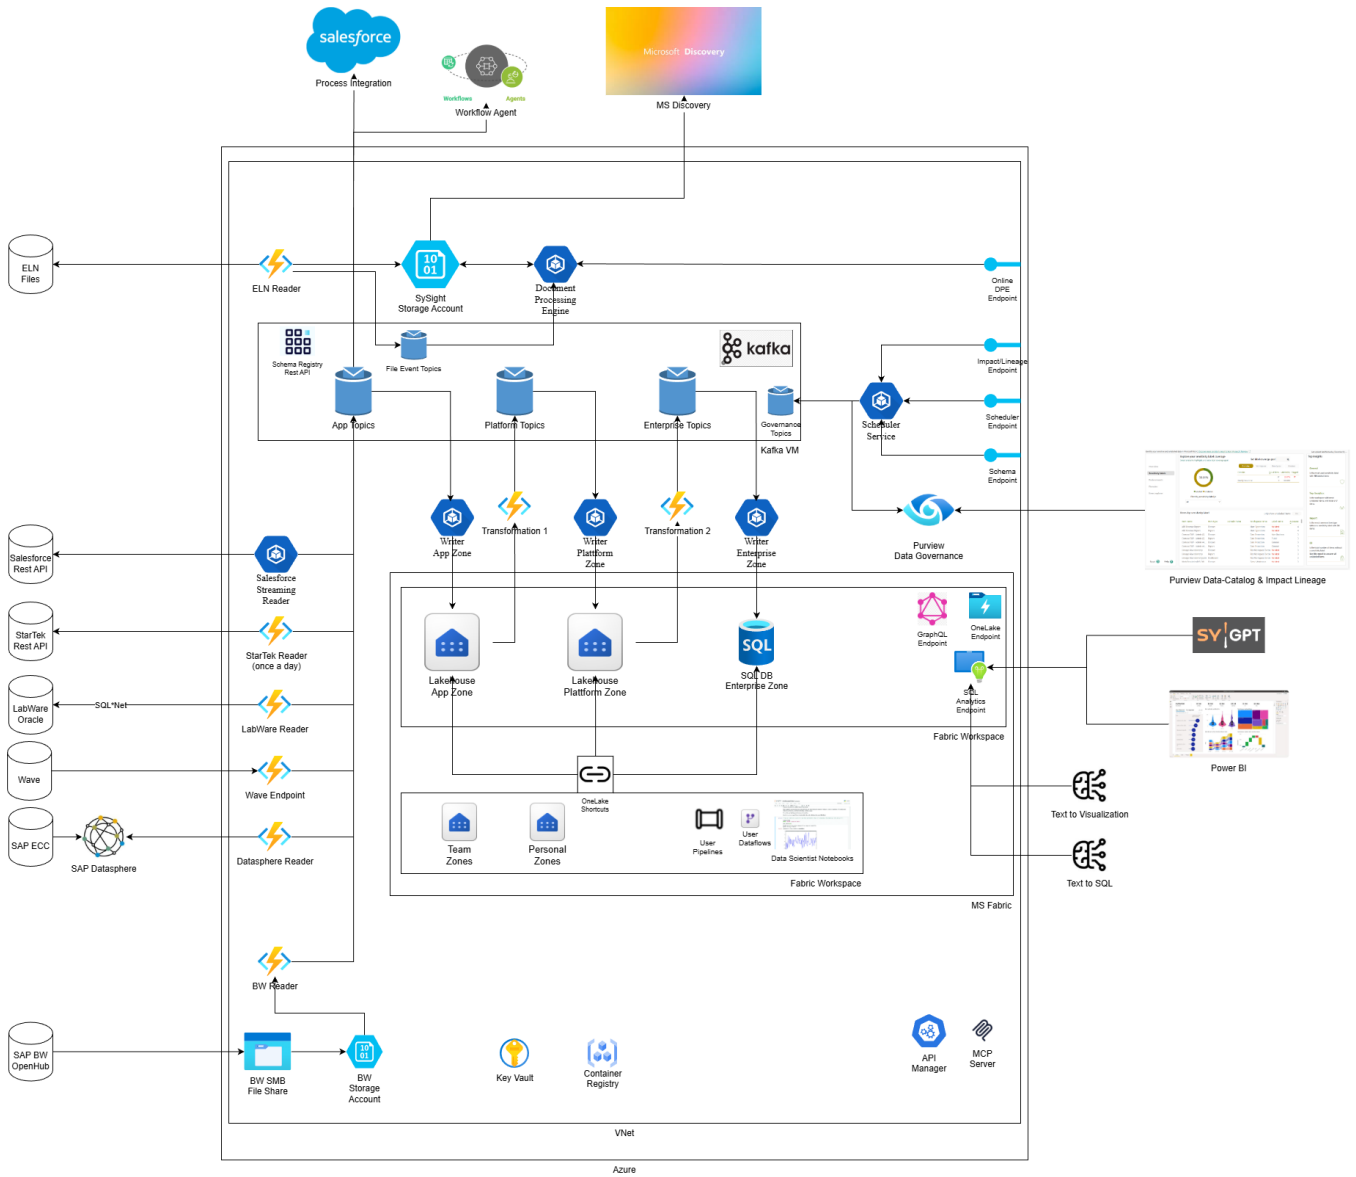 salesforce
Process Integration
Workflows
Agents
Workflow Agent
Microsoft Discovery
MS Discovery
ELN
Files
ELN Reader
10
01
SySight
Storage Account
Document
Processing
Engine
Online
DPE
Endpoint
Schema Registry
Rest API
File Event Topics
kafka
App Topics
Platform Topics
Enterprise Topics
Governance
Topics
Kafka VM
Impact/Lineage
Endpoint
Scheduler
Service
Scheduler
Endpoint
Schema
Endpoint
Writer
App Zone
Transformation 1
Writer
Plattform
Zone
Transformation 2
Writer
Enterprise
Zone
Purview
Data Governance
Purview Data-Catalog & Impact Lineage
Salesforce
Rest API
Salesforce
Streaming
Reader
StarTek
Rest API
StarTek Reader
(once a day)
LabWare
Oracle
SQL*Net
LabWare Reader
Wave
Wave Endpoint
SAP ECC
SAP Datasphere
Datasphere Reader
Lakehouse
App Zone
Lakehouse
Plattform Zone
SQL
SQL DB
Enterprise Zone
GraphQL
Endpoint
OneLake
Endpoint
SQL
Analytics
Endpoint
Fabric Workspace
SY GPT
Power BI
OneLake
Shortcuts
Team
Zones
Personal
Zones
User
Pipelines
User
Dataflows
Data Scientist Notebooks
Fabric Workspace
MS Fabric
Text to Visualization
Text to SQL
BW Reader
SAP BW
OpenHub
BW SMB
File Share
10
01
BW
Storage
Account
Key Vault
Container
Registry
API
Manager
MCP
Server
VNet
Azure